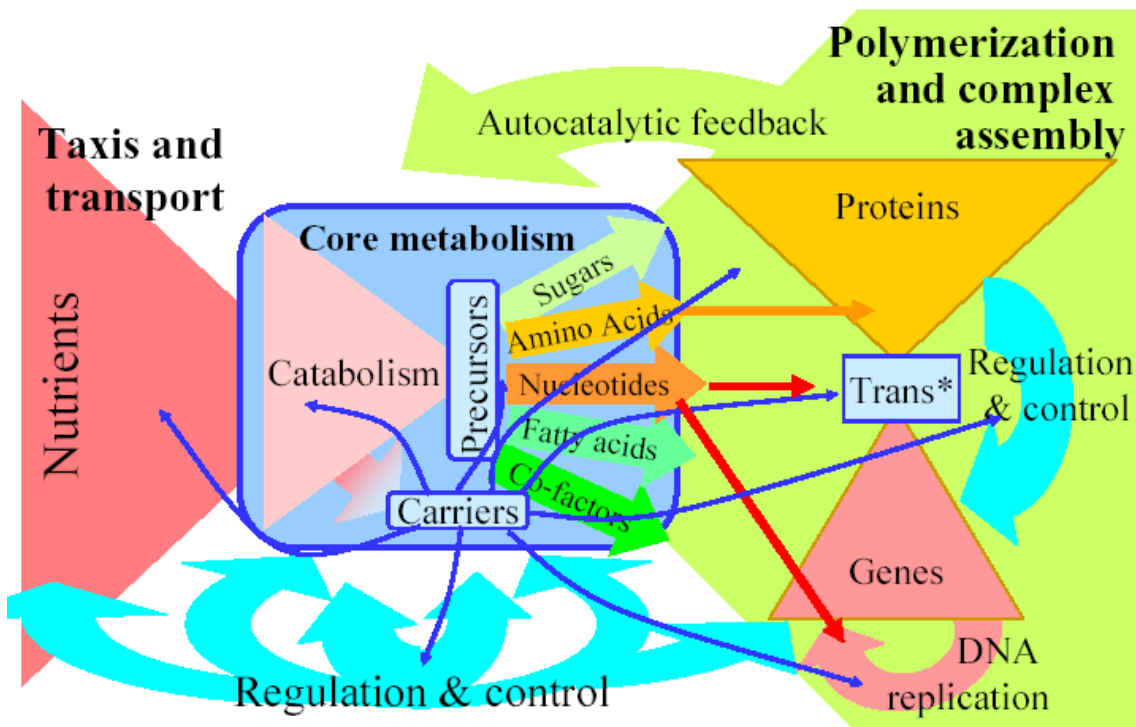 Polymerization
and complex
assembly
Autocatalytic feedback
Taxis and
transport
Proteins
Core metabolism
Sugars
Amino Acids
Nutrients
Catabolism
Precursors
Nucleotides
Trans*
Regulation
& control
Fatty acids
Co-factors
Carriers
Genes
DNA
replication
Regulation & control